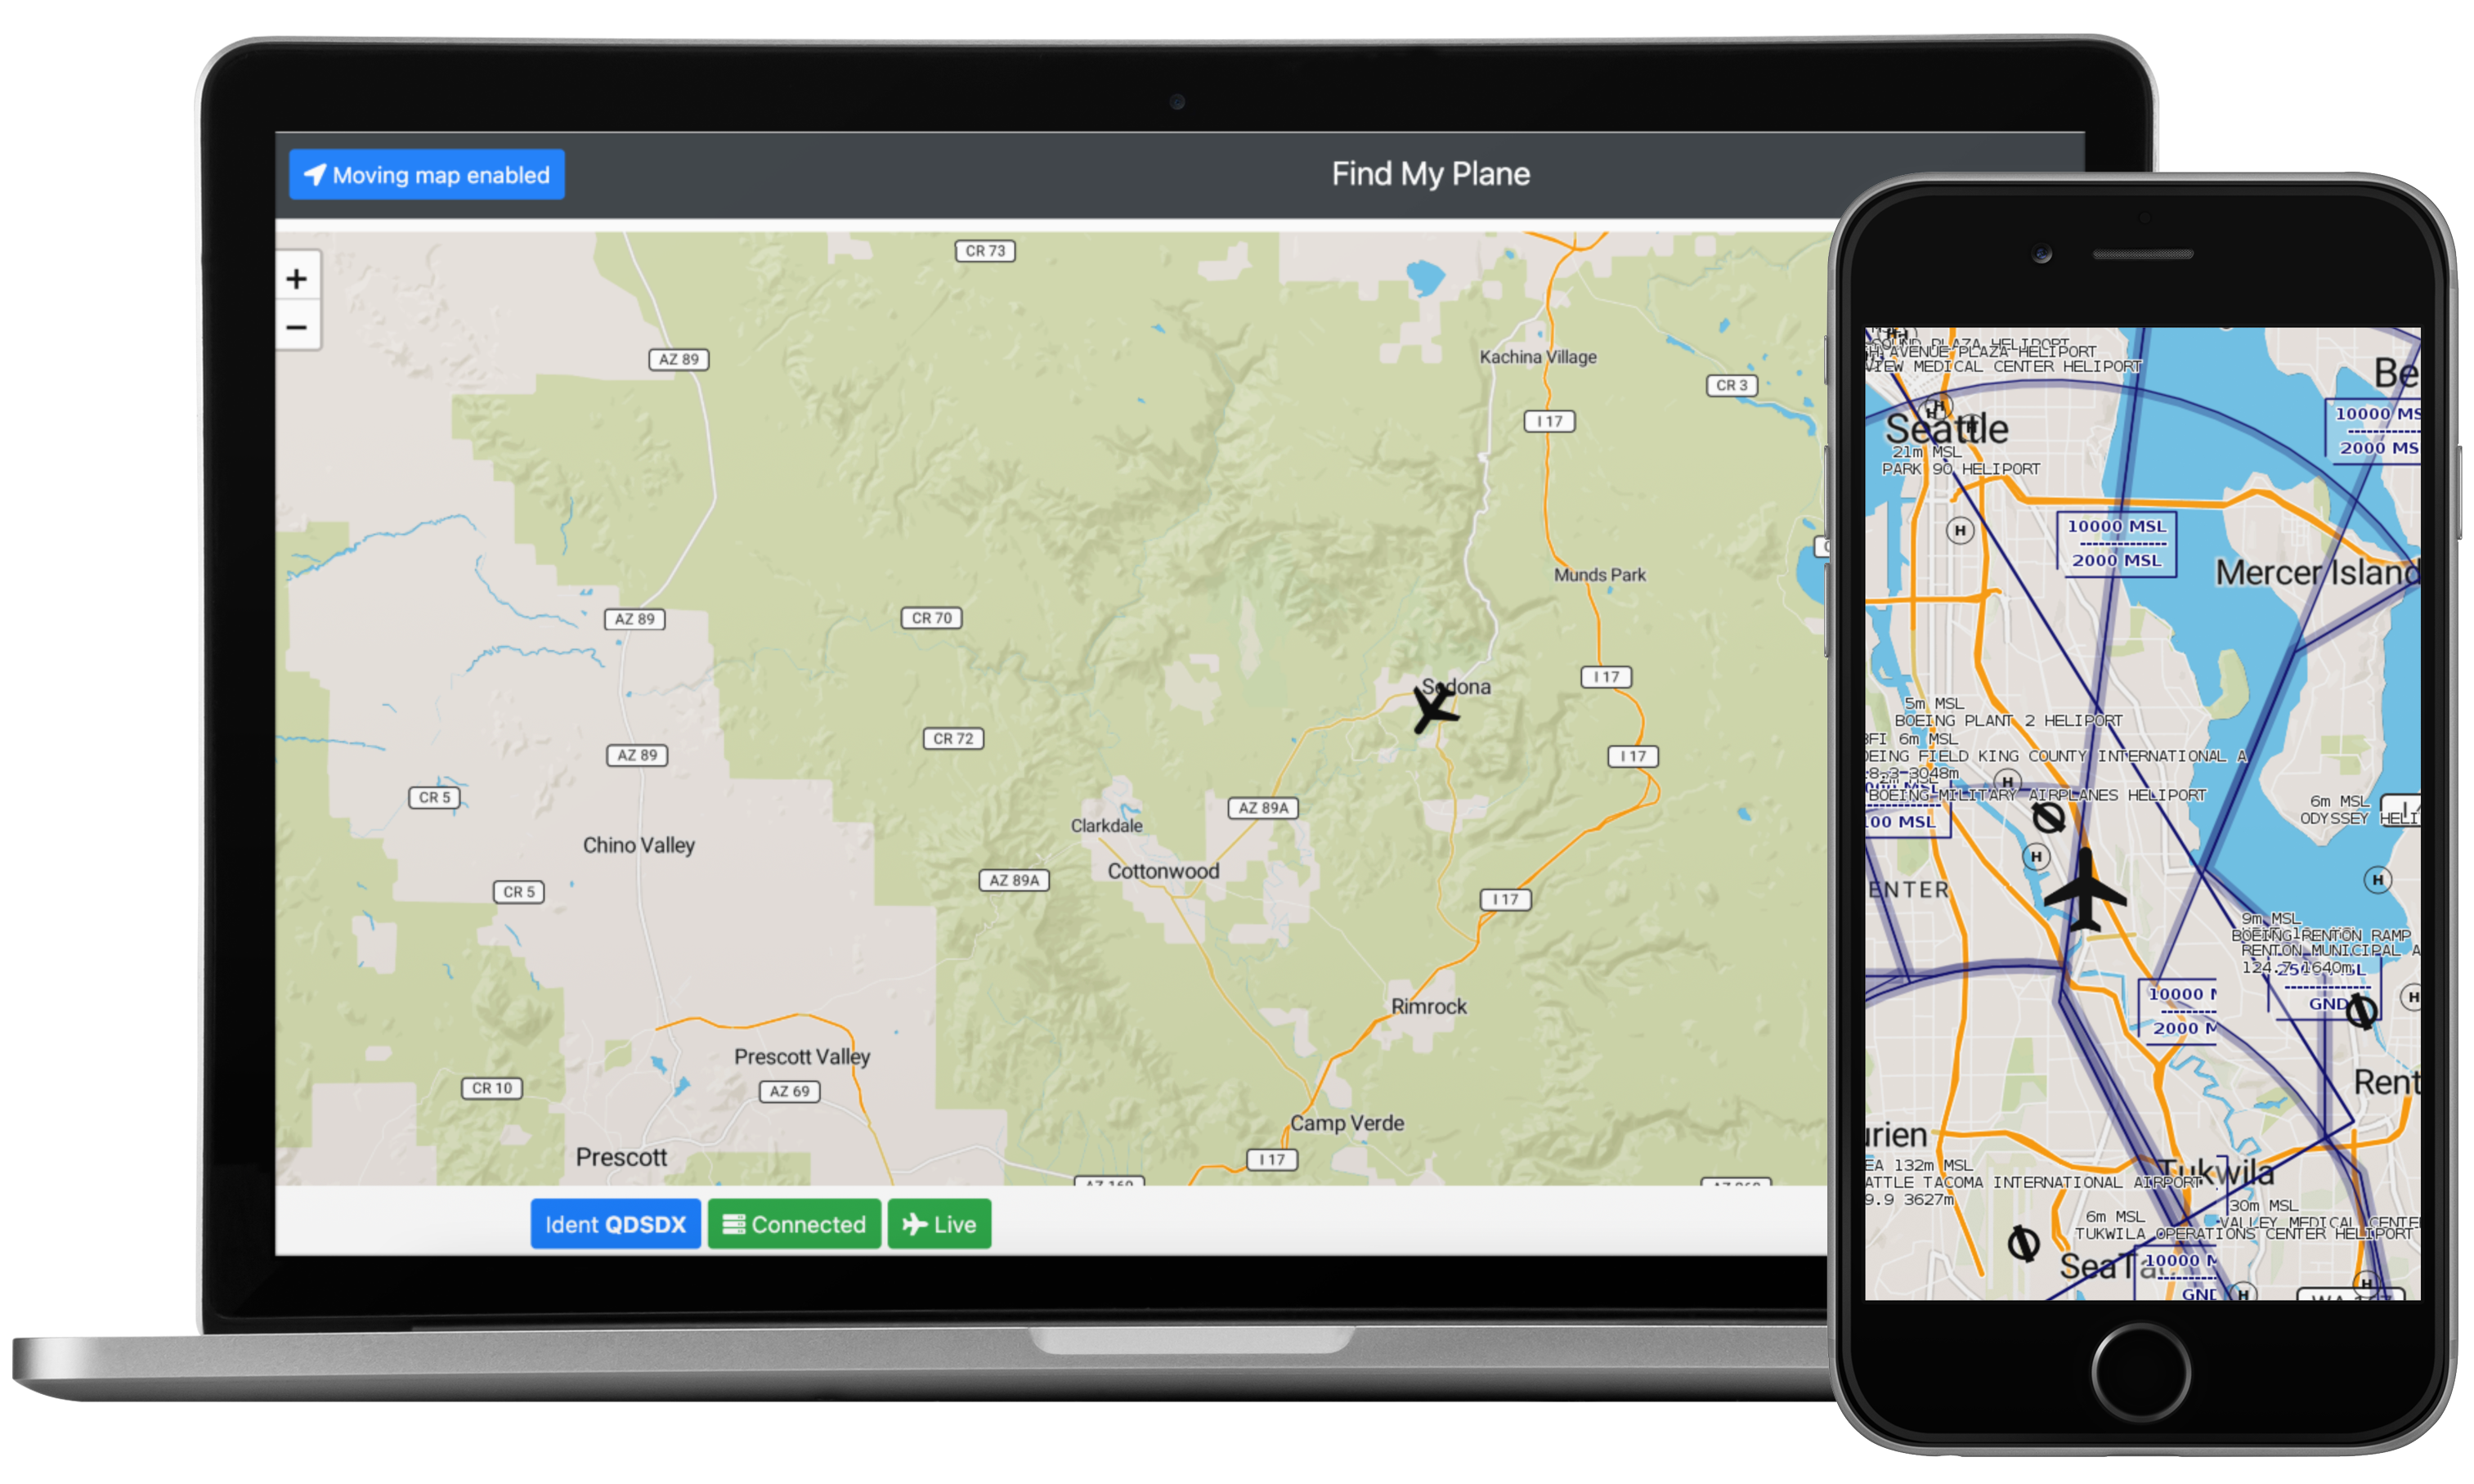 Moving map enabled
Find My Plane
+
−
CR 73
AZ 89
Kachina Village
CR 3
I 17
Munds Park
AZ 89
CR 70
I 17
Sedona
CR 72
AZ 89
I 17
CR 5
AZ 89A
Clarkdale
Chino Valley
Cottonwood
AZ 89A
CR 5
I 17
Rimrock
Prescott Valley
CR 10
AZ 69
Camp Verde
Prescott
I 17
Ident QDSDX
Connected
Live
AVENUE PLAZA HELIPORT
VIEW MEDICAL CENTER HELIPORT
Be
10000 MS
2000 MS
Seattle
21m MSL
PARK 90 HELIPORT
H
10000 MSL
2000 MSL
Mercer Island
5m MSL
BOEING PLANT 2 HELIPORT
BFI 6m MSL
OEING FIELD KING COUNTY INTERNATIONAL A
8.3 3048m
H
BOEING MILITARY AIRPLANES HELIPORT
00 MSL
6m MSL
ODYSSEY HELI
H
H
ENTER
9m MSL
BOEING RENTON RAMP
RENTON MUNICIPAL A
124.7 1640m
GND
H
10000 M
2000 M
Rent
urien
Tukwila
EA 132m MSL
ATTLE TACOMA INTERNATIONAL AIRPORT
9.9 3627m
30m MSL
6m MSL
VALLEY MEDICAL CENTE
TUKWILA OPERATIONS CENTER HELIPORT
SeaTac
10000 M
GND
H
H